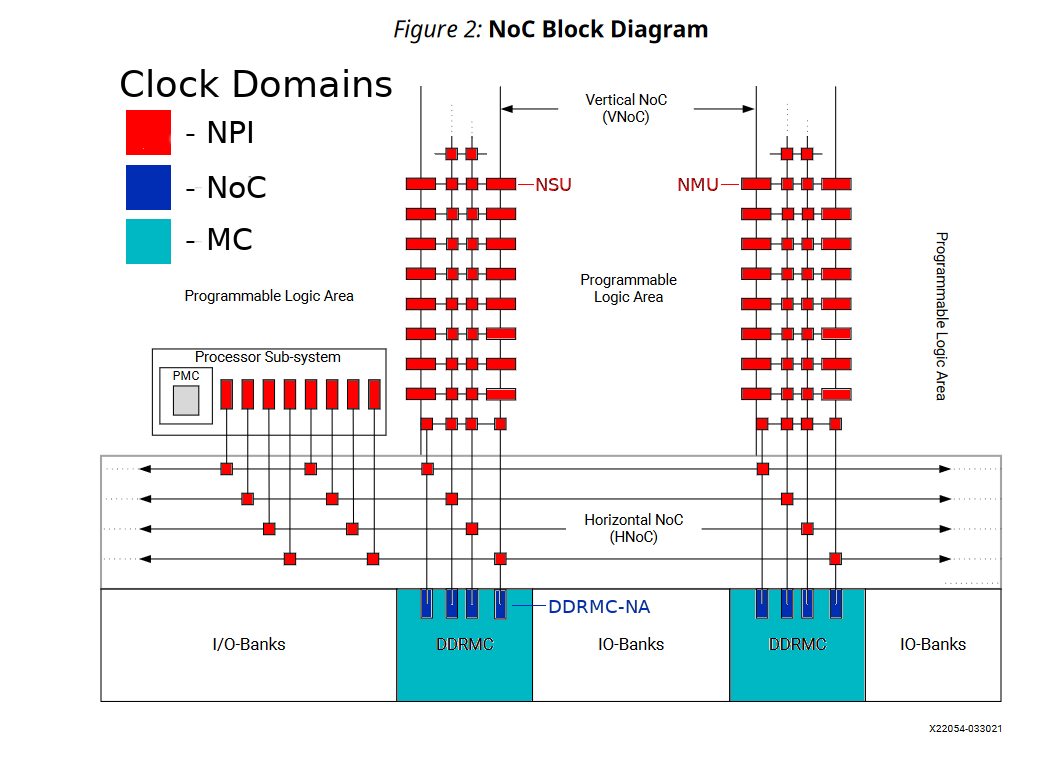 Figure 2: NoC Block Diagram
Clock Domains
- NPI
- NoC
- MC
Vertical NoC
(VNoC)
NSU
NMU
Programmable Logic Area
Programmable
Logic Area
Programmable Logic Area
Processor Sub-system
PMC
Horizontal NoC
(HNoC)
DDRMC-NA
I/O-Banks
DDRMC
IO-Banks
DDRMC
IO-Banks
X22054-033021